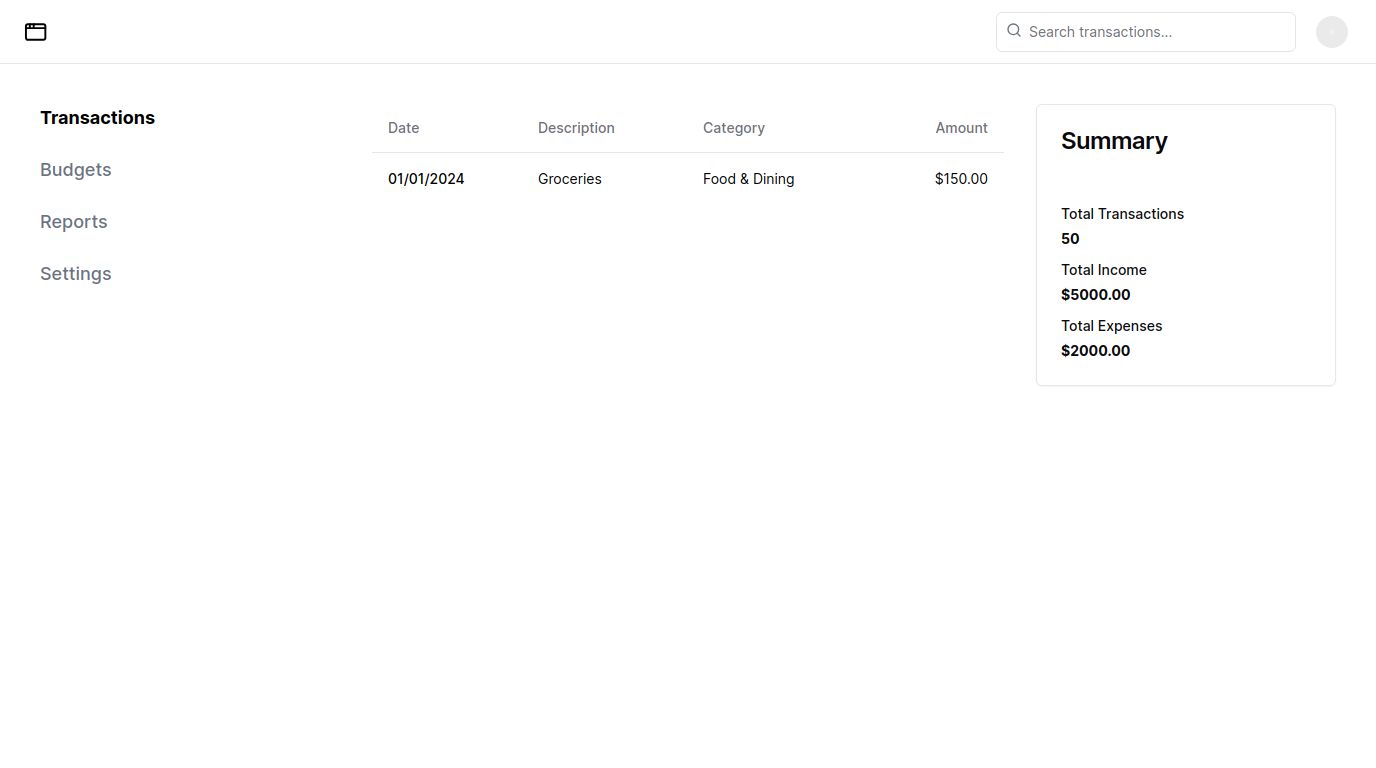 Search transactions...
Transactions
Budgets
Reports
Settings
Date Description Category Amount
01/01/2024 Groceries Food & Dining $150.00
Summary
Total Transactions
50
Total Income
$5000.00
Total Expenses
$2000.00